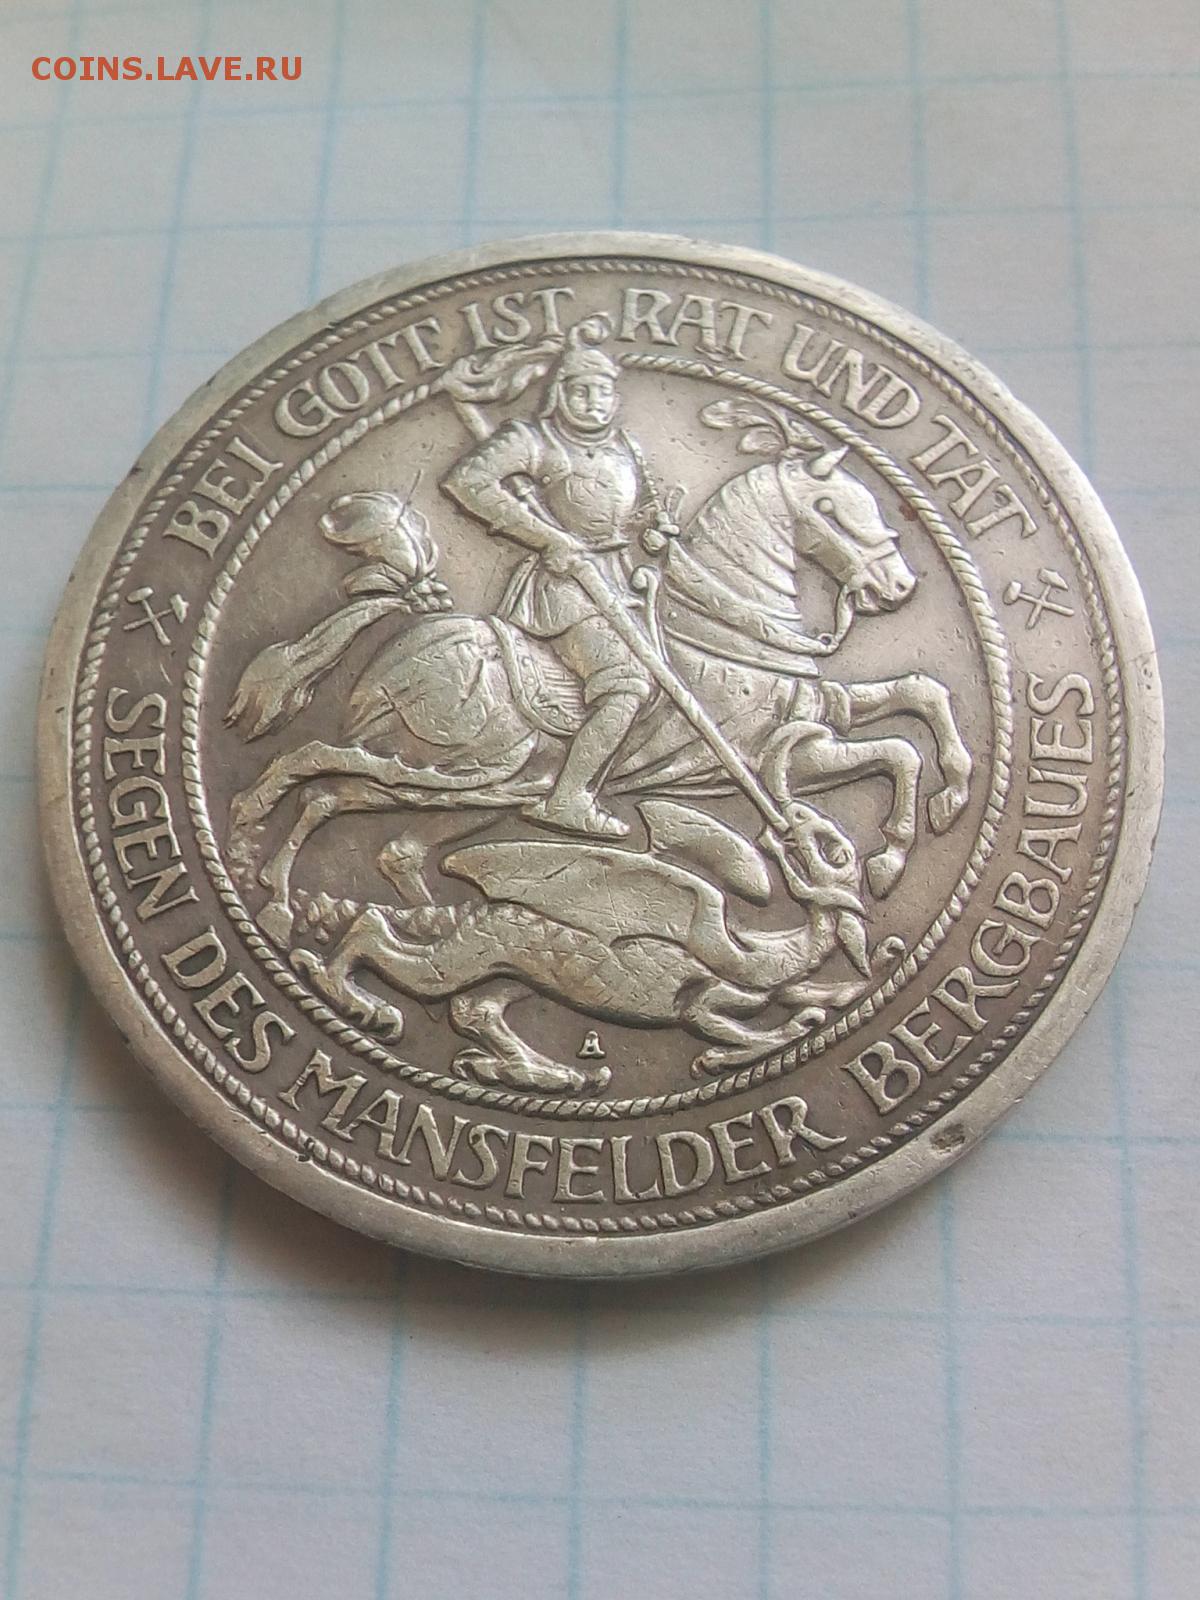 COINS.LAVE.RU
BEI GOTT IST RAT UND TAT
SEGEN DES MANSFELDER BERGBAUES
A